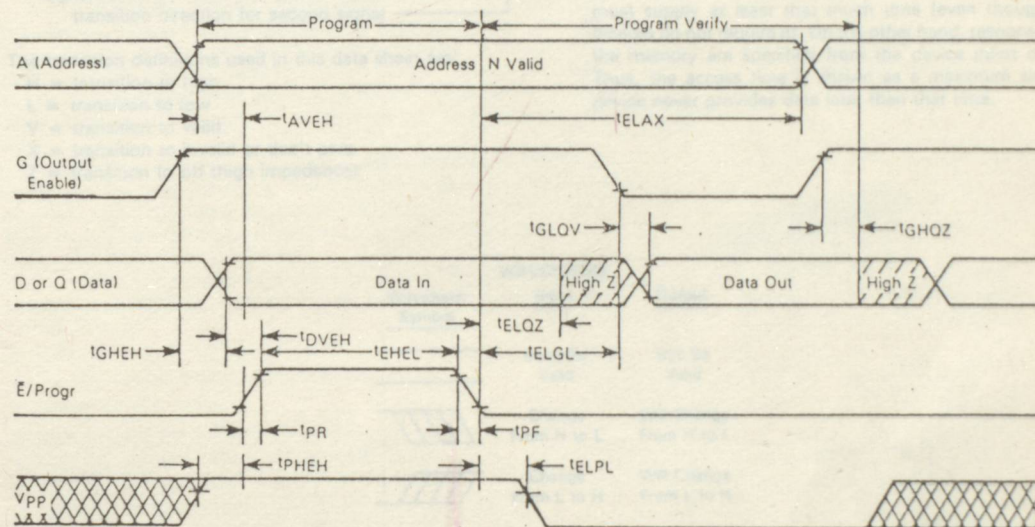 Program
Program Verify
A (Address)
Address N Valid
tAVEH
tELAX
G (Output
Enable)
tGLQV
tGHQZ
D or Q (Data)
Data In
High Z
Data Out
High Z
tELQZ
tGHEH
tDVEH
tEHEL
tELGL
Ē/Progr
tPR
tPF
tPHEH
tELPL
VPP